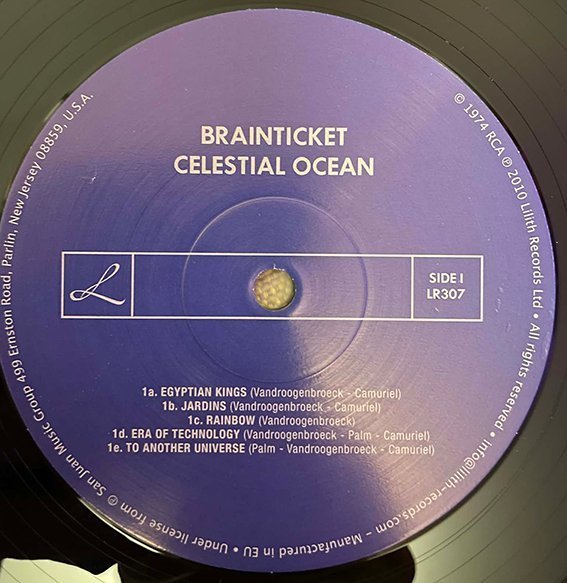 BRAINTICKET
CELESTIAL OCEAN
L
SIDE I
LR307
1a. EGYPTIAN KINGS (Vandroogenbroeck - Camuriel)
1b. JARDINS (Vandroogenbroeck - Camuriel)
1c. RAINBOW (Vandroogenbroeck)
1d. ERA OF TECHNOLOGY (Vandroogenbroeck - Palm - Camuriel)
1e. TO ANOTHER UNIVERSE (Palm - Vandroogenbroeck - Camuriel)
© 1974 RCA ℗ 2010 Lilith Records Ltd • All rights reserved • info@lilith-records.com – Manufactured in EU • Under license from ℗ San Juan Music Group 499 Ernston Road, Parlin, New Jersey 08859, U.S.A.